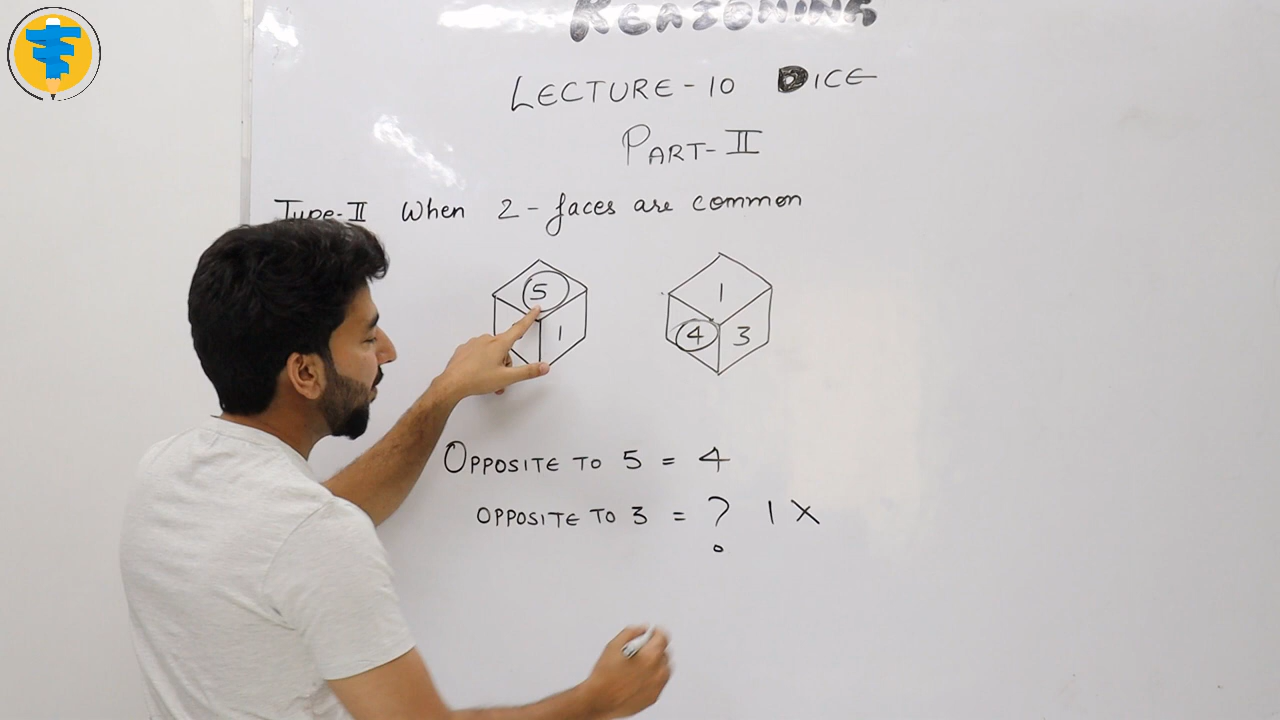 REASONING
LECTURE-10 DICE
PART-II
Type-II When 2-faces are common
5 1
1
4 3
OPPOSITE TO 5 = 4
OPPOSITE TO 3 = ? 1 X